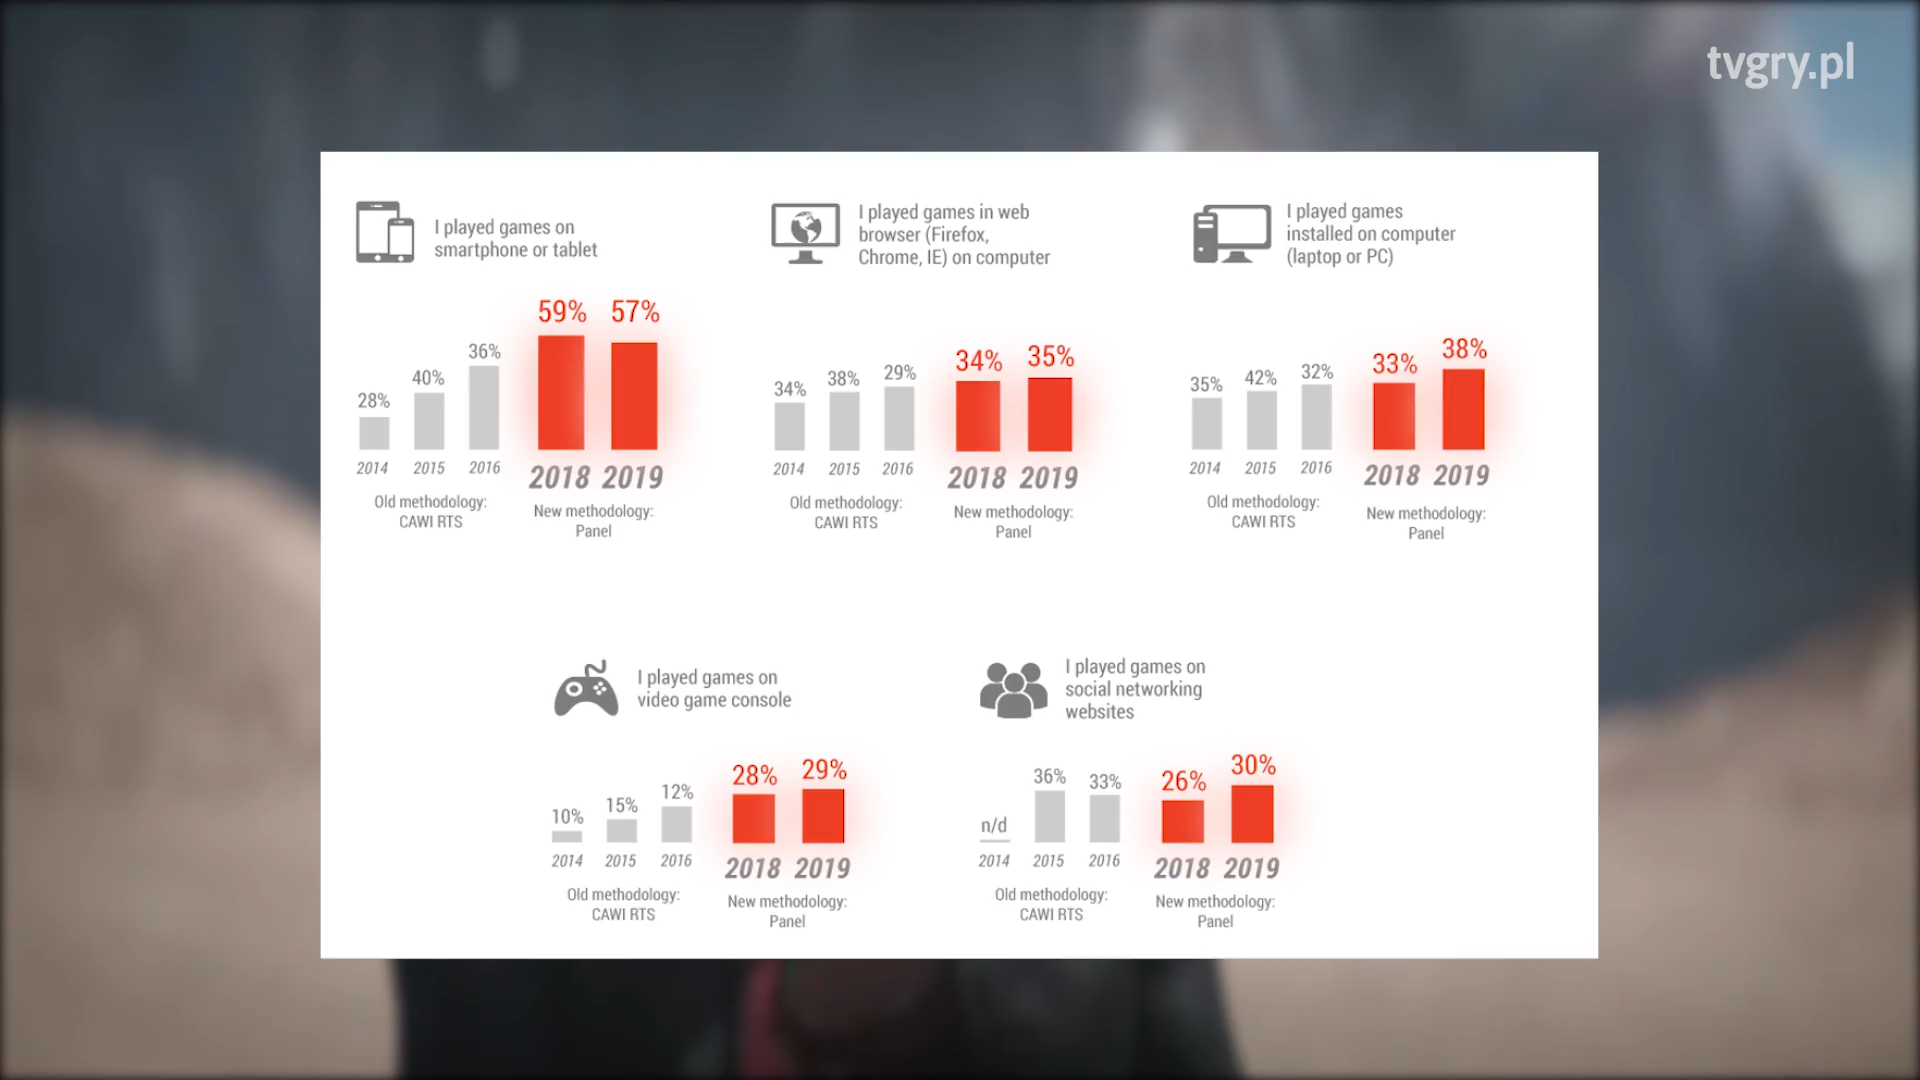 tvgry.pl
I played games on
smartphone or tablet
59% 57%
28% 40% 36%
2014 2015 2016 2018 2019
Old methodology:
CAWI RTS
New methodology:
Panel
I played games in web
browser (Firefox,
Chrome, IE) on computer
34% 35%
34% 38% 29%
2014 2015 2016 2018 2019
Old methodology:
CAWI RTS
New methodology:
Panel
I played games
installed on computer
(laptop or PC)
33% 38%
35% 42% 32%
2014 2015 2016 2018 2019
Old methodology:
CAWI RTS
New methodology:
Panel
I played games on
video game console
28% 29%
10% 15% 12%
2014 2015 2016 2018 2019
Old methodology:
CAWI RTS
New methodology:
Panel
I played games on
social networking
websites
26% 30%
n/d 36% 33%
2014 2015 2016 2018 2019
Old methodology:
CAWI RTS
New methodology:
Panel